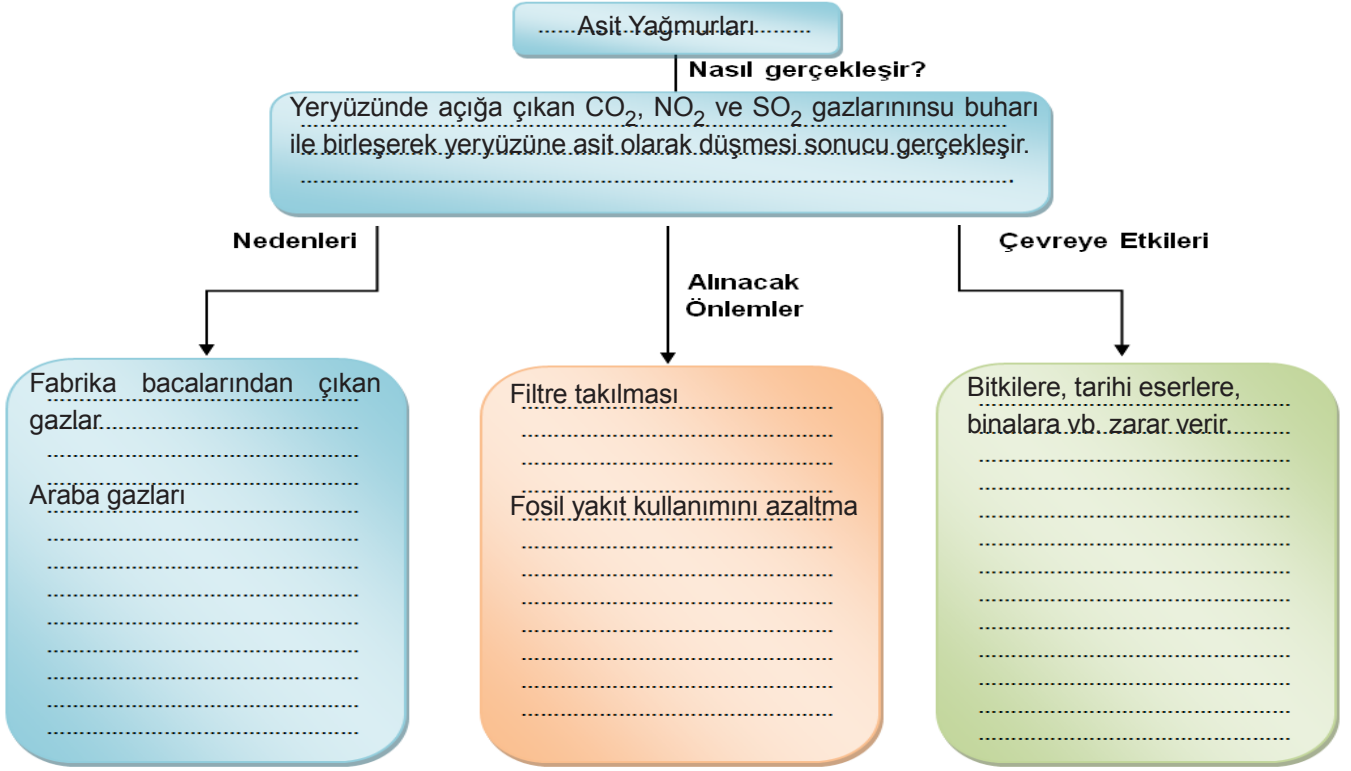 Asit Yağmurları
Nasıl gerçekleşir?
Yeryüzünde açığa çıkan CO₂, NO₂ ve SO₂ gazlarınınsu buharı
ile birleşerek yeryüzüne asit olarak düşmesi sonucu gerçekleşir.
Nedenleri
Alınacak
Önlemler
Çevreye Etkileri
Fabrika bacalarından çıkan
gazlar
Araba gazları
Filtre takılması
Fosil yakıt kullanımını azaltma
Bitkilere, tarihi eserlere,
binalara vb. zarar verir.